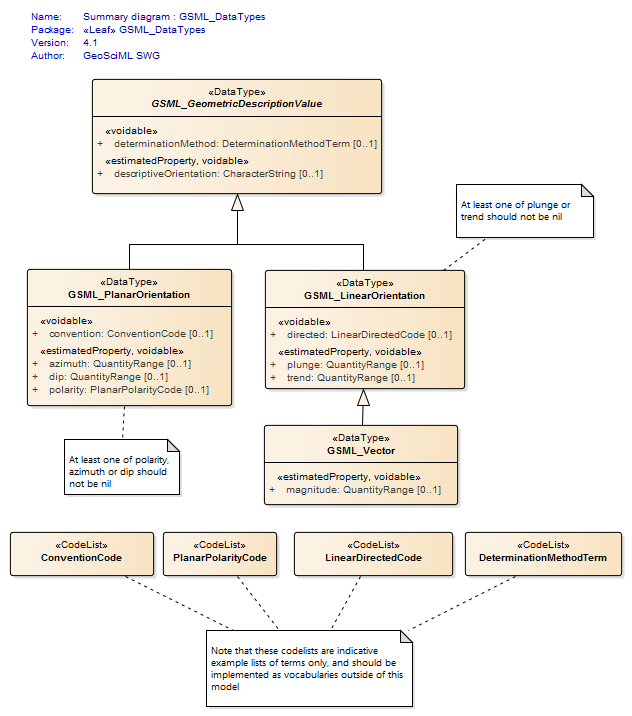 Name: Summary diagram : GSML_DataTypes
Package: «Leaf» GSML_DataTypes
Version: 4.1
Author: GeoSciML SWG
«DataType»
GSML_GeometricDescriptionValue
«voidable»
+ determinationMethod: DeterminationMethodTerm [0..1]
«estimatedProperty, voidable»
+ descriptiveOrientation: CharacterString [0..1]
At least one of plunge or
trend should not be nil
«DataType»
GSML_PlanarOrientation
«voidable»
+ convention: ConventionCode [0..1]
«estimatedProperty, voidable»
+ azimuth: QuantityRange [0..1]
+ dip: QuantityRange [0..1]
+ polarity: PlanarPolarityCode [0..1]
«DataType»
GSML_LinearOrientation
«voidable»
+ directed: LinearDirectedCode [0..1]
«estimatedProperty, voidable»
+ plunge: QuantityRange [0..1]
+ trend: QuantityRange [0..1]
At least one of polarity,
azimuth or dip should
not be nil
«DataType»
GSML_Vector
«estimatedProperty, voidable»
+ magnitude: QuantityRange [0..1]
«CodeList»
ConventionCode
«CodeList»
PlanarPolarityCode
«CodeList»
LinearDirectedCode
«CodeList»
DeterminationMethodTerm
Note that these codelists are indicative
example lists of terms only, and should be
implemented as vocabularies outside of this
model